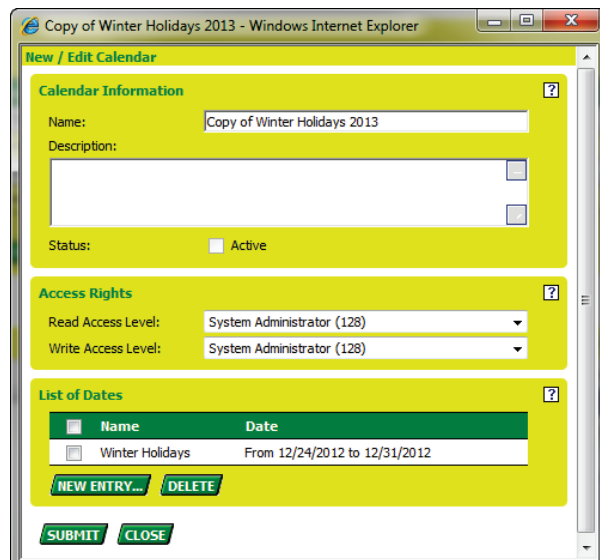 Copy of Winter Holidays 2013 - Windows Internet Explorer
New / Edit Calendar
Calendar Information
?
Name: Copy of Winter Holidays 2013
Description:
Status: Active
Access Rights
?
Read Access Level: System Administrator (128)
Write Access Level: System Administrator (128)
List of Dates
?
Name Date
Winter Holidays From 12/24/2012 to 12/31/2012
NEW ENTRY... DELETE
SUBMIT CLOSE